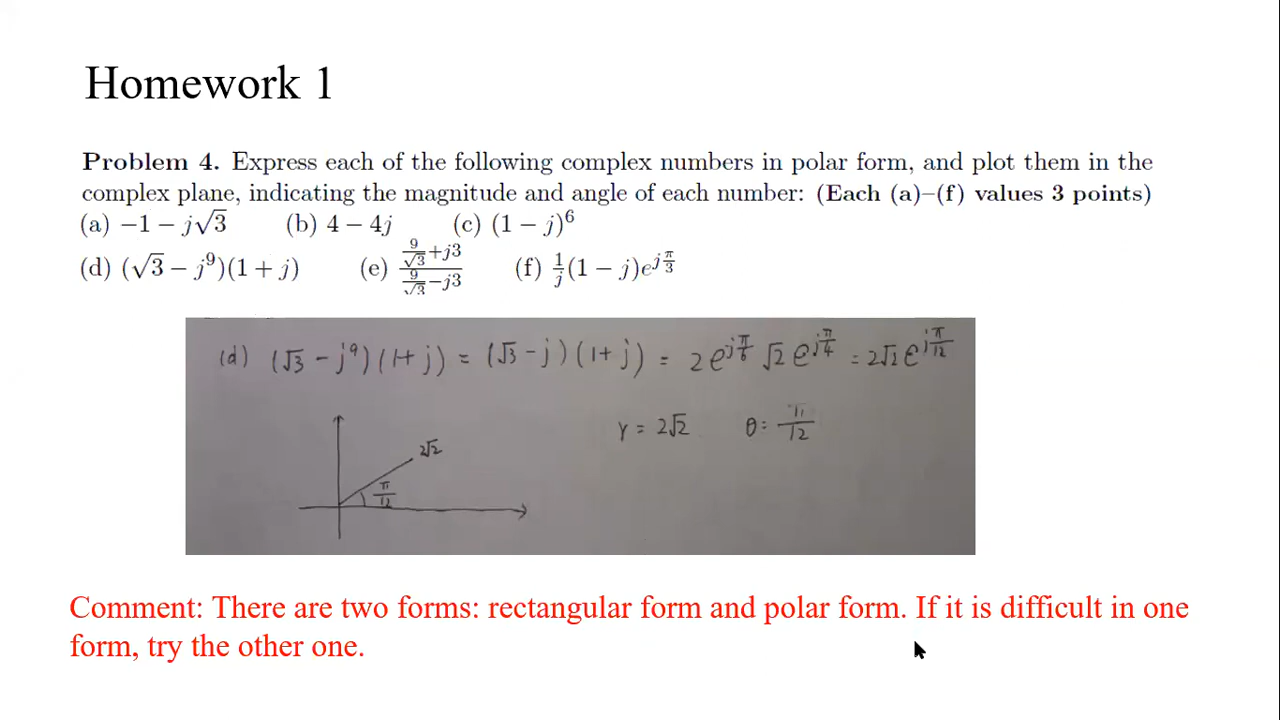 Homework 1
Problem 4. Express each of the following complex numbers in polar form, and plot them in the
complex plane, indicating the magnitude and angle of each number: (Each (a)–(f) values 3 points)
(a) −1 − j√3 (b) 4 − 4j (c) (1 − j)^6
(d) (√3 − j^9)(1 + j) (e) (9/√3 + j3)/(9/√3 − j3) (f) 1/j (1 − j)e^{jπ/3}
(d) (√3 − j^9)(1 + j) = (√3 − j)(1 + j) = 2e^{jπ/6} √2e^{jπ/4} = 2√2e^{jπ/12}
r = 2√2 θ = π/12
2√2
π/12
Comment: There are two forms: rectangular form and polar form. If it is difficult in one
form, try the other one.